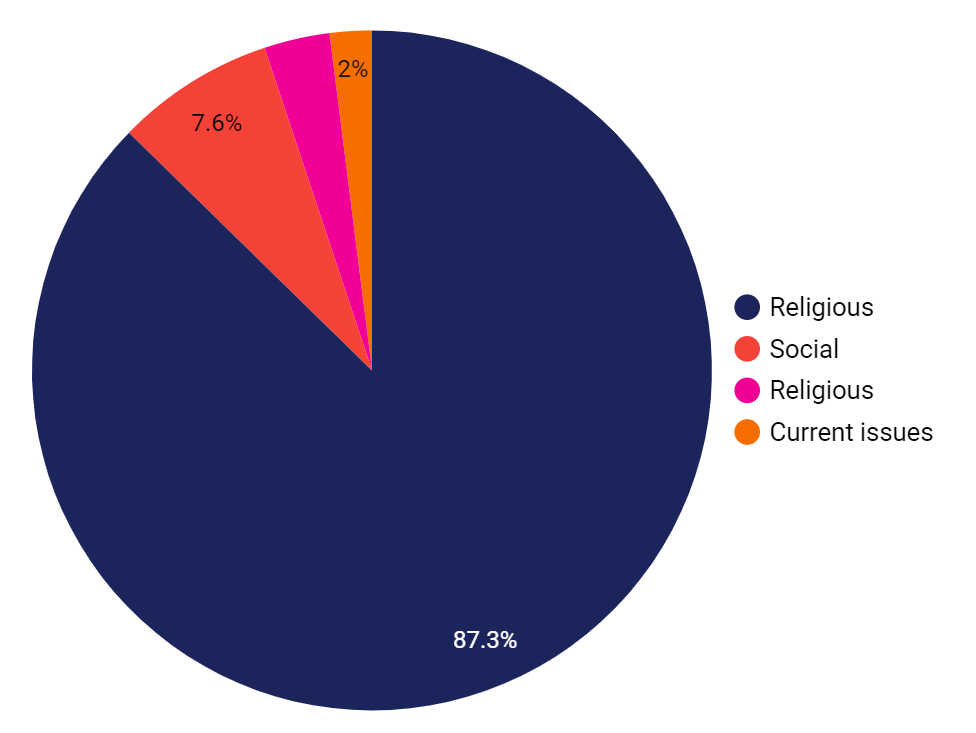 2%
7.6%
87.3%
Religious
Social
Religious
Current issues